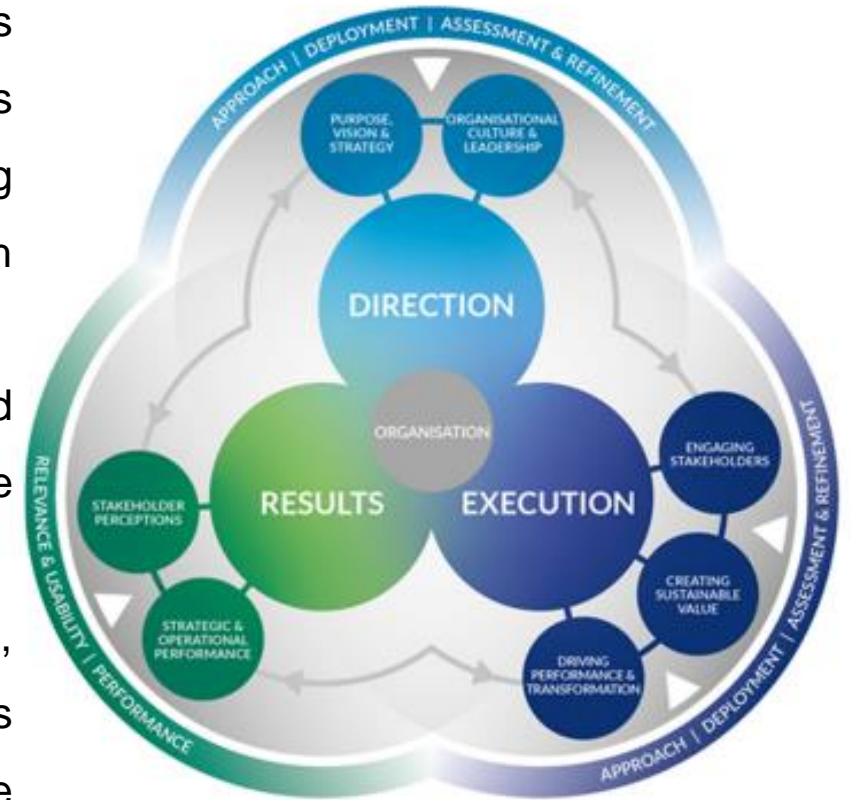 APPROACH | DEPLOYMENT | ASSESSMENT & REFINEMENT
PURPOSE,
VISION &
STRATEGY
ORGANISATIONAL
CULTURE &
LEADERSHIP
DIRECTION
ORGANISATION
RESULTS
EXECUTION
ENGAGING
STAKEHOLDERS
CREATING
SUSTAINABLE
VALUE
DRIVING
PERFORMANCE &
TRANSFORMATION
STAKEHOLDER
PERCEPTIONS
STRATEGIC &
OPERATIONAL
PERFORMANCE
RELEVANCE & USABILITY | PERFORMANCE
APPROACH | DEPLOYMENT | ASSESSMENT & REFINEMENT
s
s
g
n
d
e
,
s
e